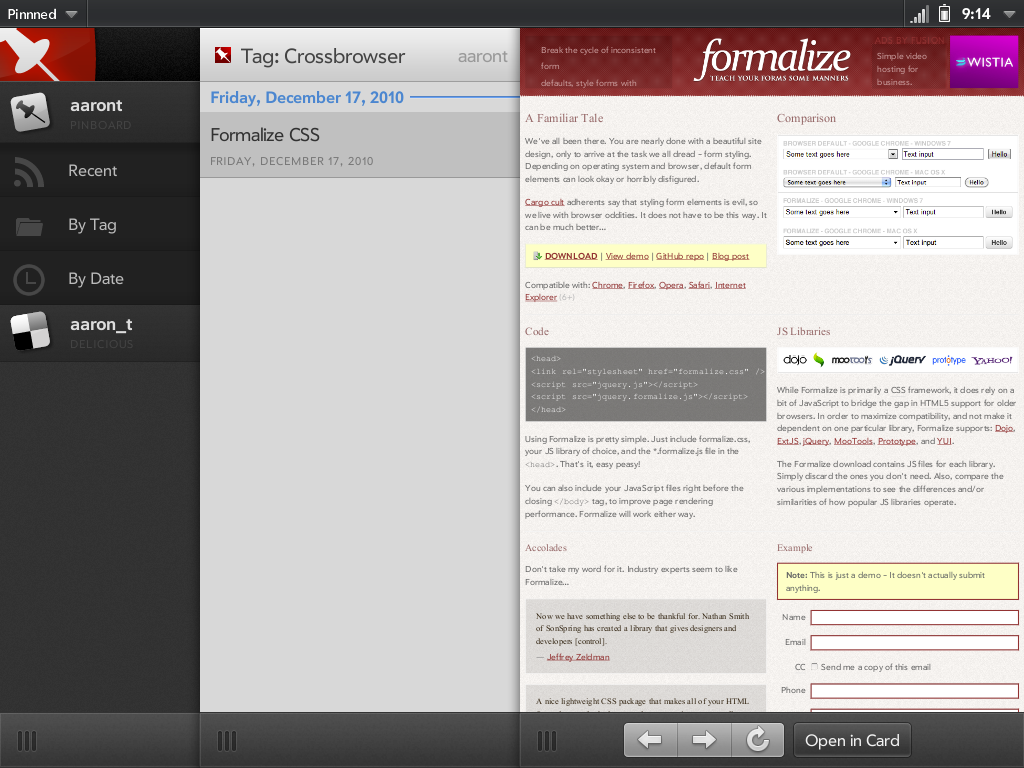 Pinnned
9:14
aaront
PINBOARD
Recent
By Tag
By Date
aaron_t
DELICIOUS
Tag: Crossbrowser
aaront
Friday, December 17, 2010
Formalize CSS
FRIDAY, DECEMBER 17, 2010
Break the cycle of inconsistent
form
defaults, style forms with
formalize
TEACH YOUR FORMS SOME MANNERS
ADS BY FUSION
Simple video
hosting for
business.
WISTIA
A Familiar Tale
We've all been there. You are nearly done with a beautiful site
design, only to arrive at the task we all dread – form styling.
Depending on operating system and browser, default form
elements can look okay or horribly disfigured.
Cargo cult adherents say that styling form elements is evil, so
we live with browser oddities. It does not have to be this way. It
can be much better...
DOWNLOAD | View demo | GitHub repo | Blog post
Compatible with: Chrome, Firefox, Opera, Safari, Internet
Explorer (6+)
Comparison
BROWSER DEFAULT - GOOGLE CHROME - WINDOWS 7
Some text goes here Text input Hello
BROWSER DEFAULT - GOOGLE CHROME - MAC OS X
Some text goes here Text input Hello
FORMALIZE - GOOGLE CHROME - WINDOWS 7
Some text goes here Text input Hello
FORMALIZE - GOOGLE CHROME - MAC OS X
Some text goes here Text input Hello
Code
<head>
<link rel="stylesheet" href="formalize.css" />
<script src="jquery.js"></script>
<script src="jquery.formalize.js"></script>
</head>
Using Formalize is pretty simple. Just include formalize.css,
your JS library of choice, and the *.formalize.js file in the
<head>. That's it, easy peasy!
You can also include your JavaScript files right before the
closing </body> tag, to improve page rendering
performance. Formalize will work either way.
JS Libraries
dojo mootools jQuery prototype YAHOO!
While Formalize is primarily a CSS framework, it does rely on a
bit of JavaScript to bridge the gap in HTML5 support for older
browsers. In order to maximize compatibility, and not make it
dependent on one particular library, Formalize supports: Dojo,
ExtJS, jQuery, MooTools, Prototype, and YUI.
The Formalize download contains JS files for each library.
Simply discard the ones you don't need. Also, compare the
various implementations to see the differences and/or
similarities of how popular JS libraries operate.
Accolades
Don't take my word for it. Industry experts seem to like
Formalize...
Now we have something else to be thankful for. Nathan Smith
of SonSpring has created a library that gives designers and
developers [control].
— Jeffrey Zeldman
A nice lightweight CSS package that makes all of your HTML
Example
Note: This is just a demo – It doesn't actually submit
anything.
Name
Email
CC Send me a copy of this email
Phone
Open in Card